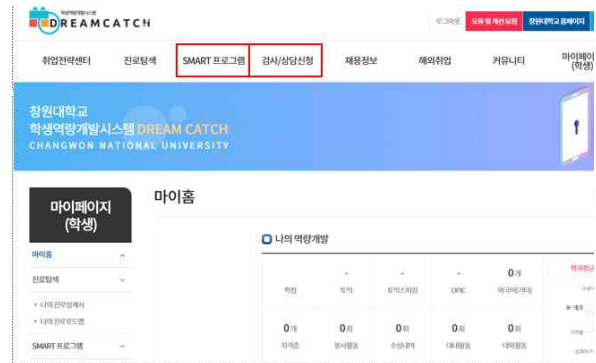 DREAMCATCH
로그아웃
오류 및 개선 요청
창원대학교 홈페이지
취업전략센터
진로탐색
SMART 프로그램
검사/상담신청
채용정보
해외취업
커뮤니티
마이페이
(학생)
창원대학교
학생역량개발시스템 DREAM CATCH
CHANGWON NATIONAL UNIVERSITY
마이페이지
(학생)
마이홈
나의 역량개발
마이홈
진로탐색
나의 진로설계서
나의 진로로드맵
SMART 프로그램
-
-
-
0개
학점
토익
토익스피킹
OPIC
외국어(기타)
0개
0회
0회
0회
0회
자격증
봉사활동
수상내역
대내활동
대외활동